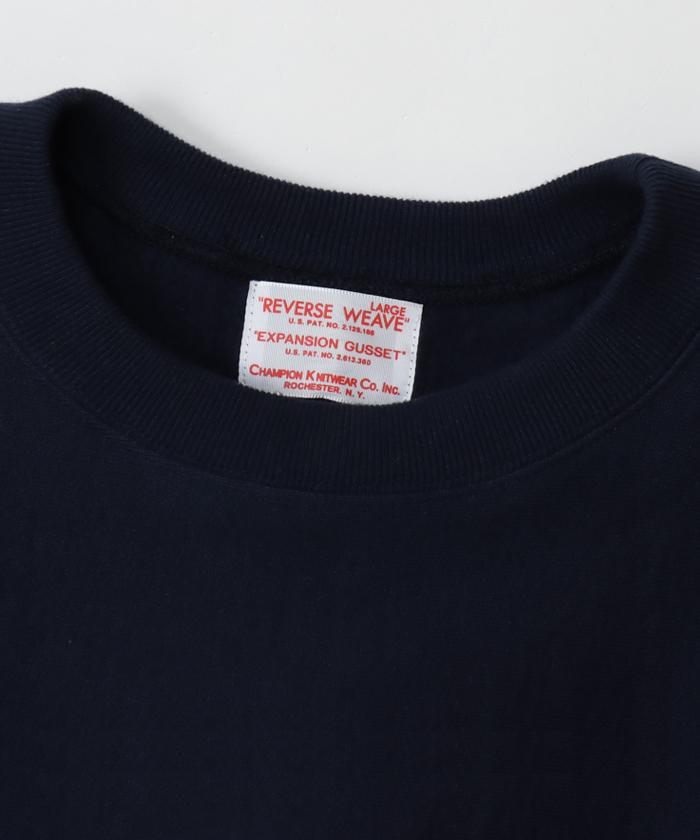 LARGE
"REVERSE WEAVE"
U.S. PAT. NO. 2.125.186
"EXPANSION GUSSET"
U.S. PAT. NO. 2.613.360
CHAMPION KNITWEAR CO. INC.
ROCHESTER. N. Y.